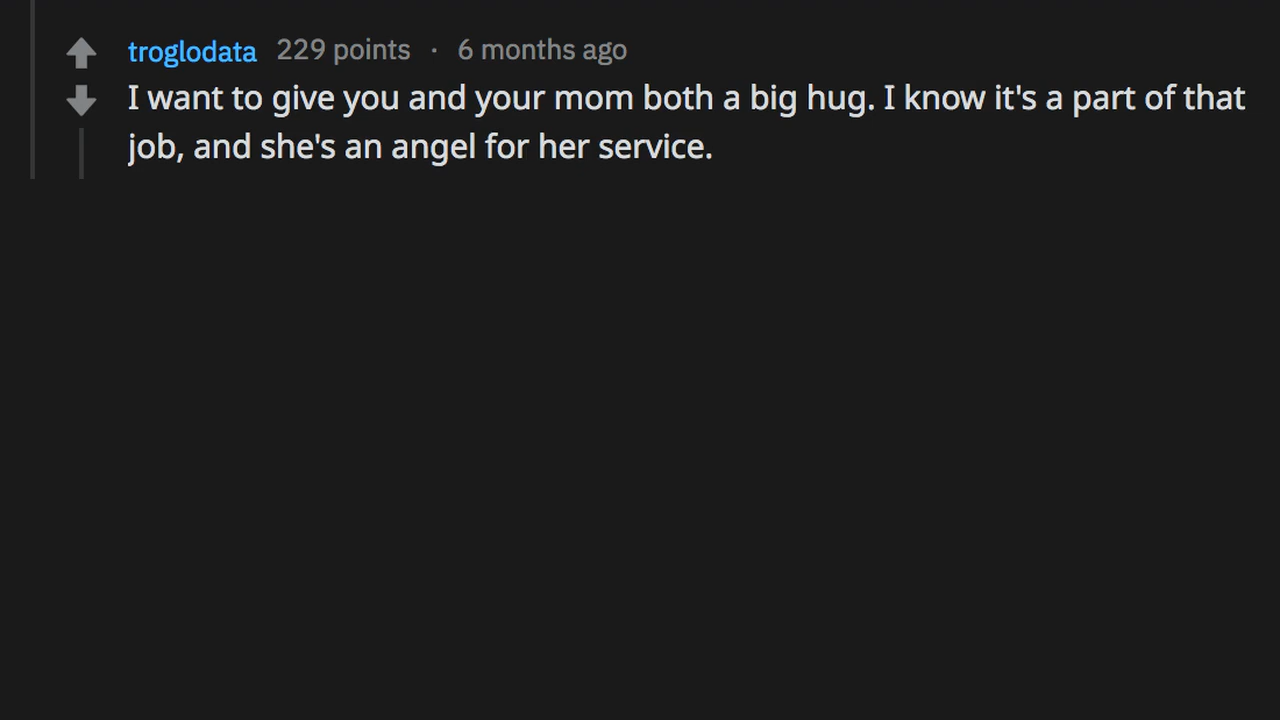 troglodata 229 points · 6 months ago
I want to give you and your mom both a big hug. I know it's a part of that
job, and she's an angel for her service.